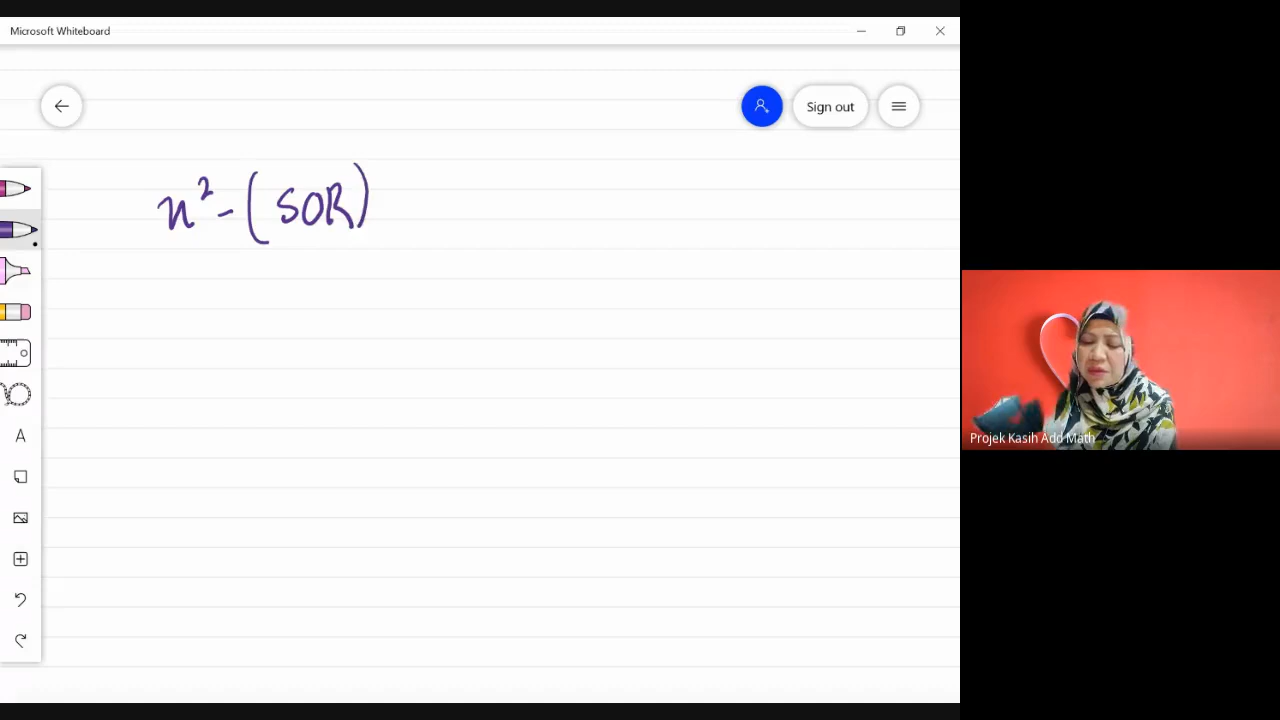 Microsoft Whiteboard
Sign out
x² - (SOR)
A
Projek Kasih Add Math